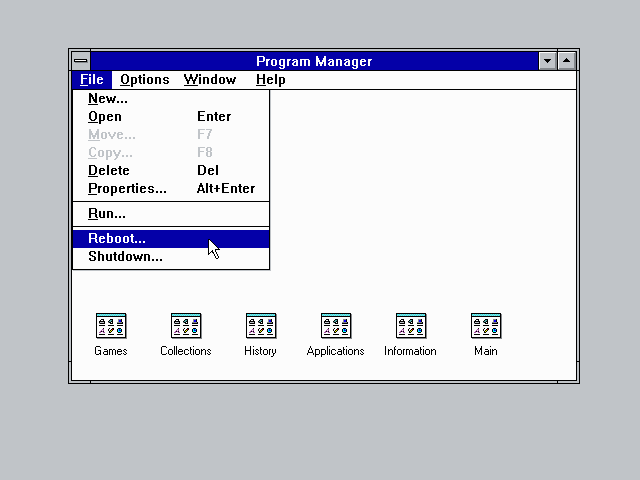 Program Manager
File Options Window Help
New...
Open Enter
Move... F7
Copy... F8
Delete Del
Properties... Alt+Enter
Run...
Reboot...
Shutdown...
Games Collections History Applications Information Main